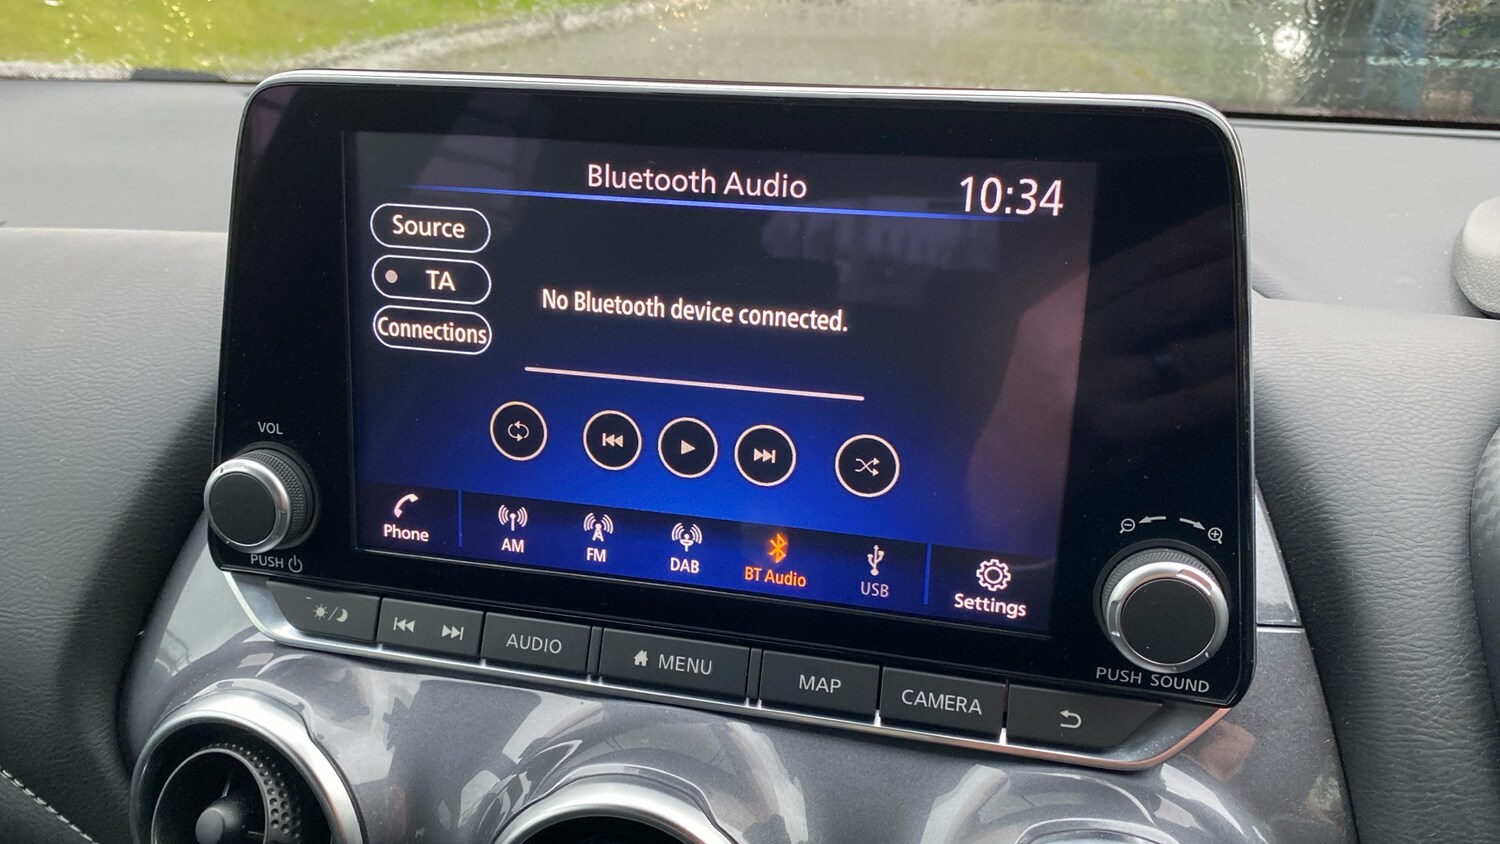 Bluetooth Audio
10:34
Source
TA
Connections
No Bluetooth device connected.
VOL
PUSH
Phone
AM
FM
DAB
BT Audio
USB
Settings
PUSH SOUND
AUDIO
MENU
MAP
CAMERA